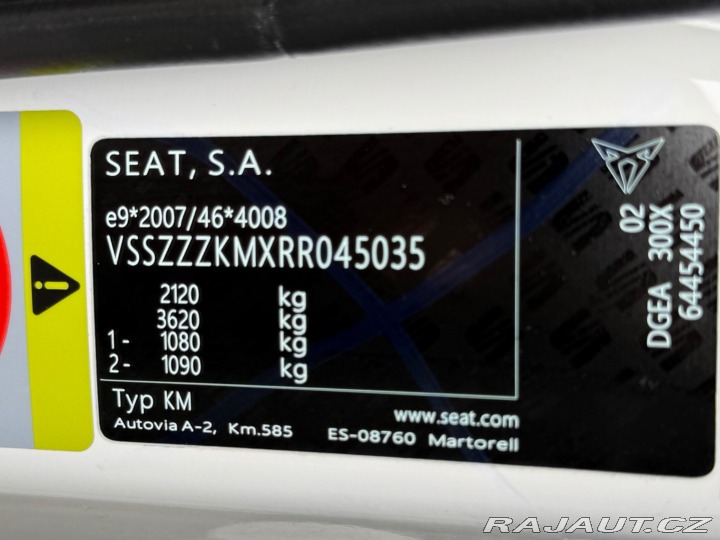 SEAT, S.A.
e9*2007/46*4008
VSSZZZKMXRR045035
2120 kg
3620 kg
1- 1080 kg
2- 1090 kg
Typ KM
www.seat.com
Autovia A-2, Km.585 ES-08760 Martorell
02
DGEA 300X
64454450
RAJAUT.CZ